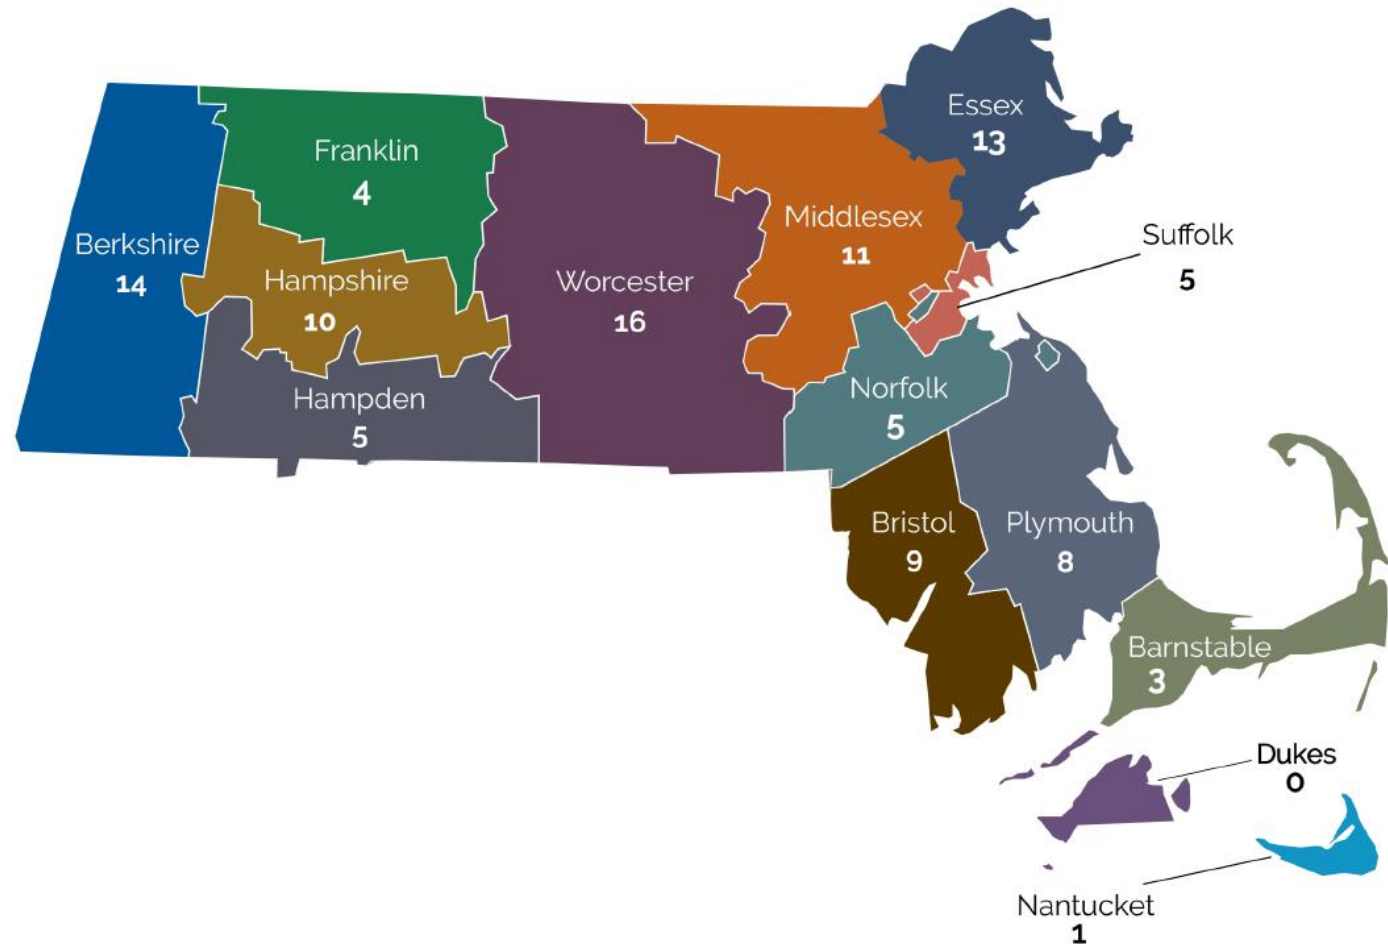 Essex
13
Franklin
4
Middlesex
11
Suffolk
5
Berkshire
14
Hampshire
10
Worcester
16
Hampden
5
Norfolk
5
Bristol
9
Plymouth
8
Barnstable
3
Dukes
0
Nantucket
1